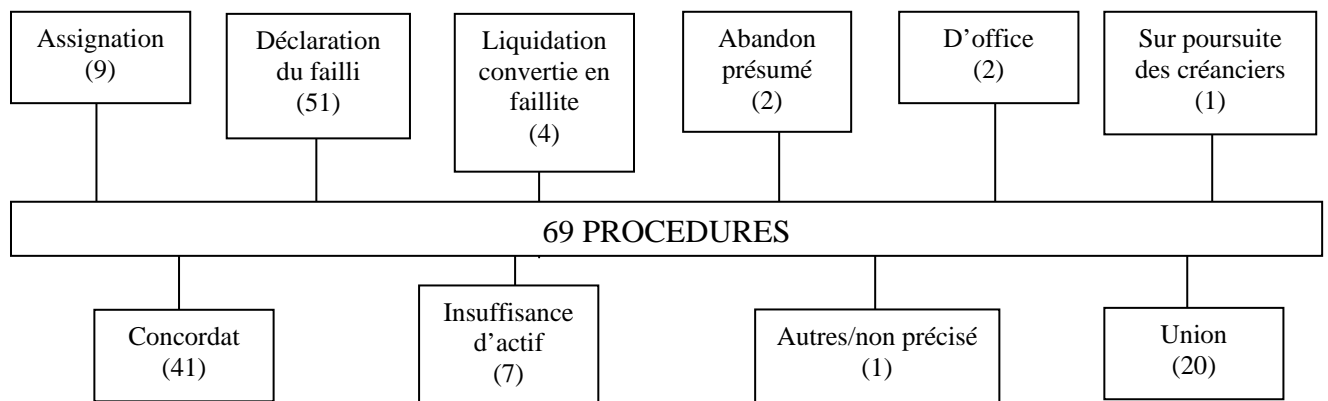 Assignation
(9)
Déclaration
du failli
(51)
Liquidation
convertie en
faillite
(4)
Abandon
présumé
(2)
D'office
(2)
Sur poursuite
des créanciers
(1)
69 PROCEDURES
Concordat
(41)
Insuffisance
d'actif
(7)
Autres/non précisé
(1)
Union
(20)